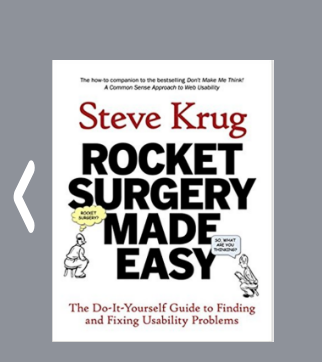 The how-to companion to the bestselling Don't Make Me Think!
A Common Sense Approach to Web Usability
Steve Krug
ROCKET
SURGERY
MADE
EASY
ROCKET
SURGERY?
SO, WHAT
ARE YOU
THINKING?
The Do-It-Yourself Guide to Finding
and Fixing Usability Problems